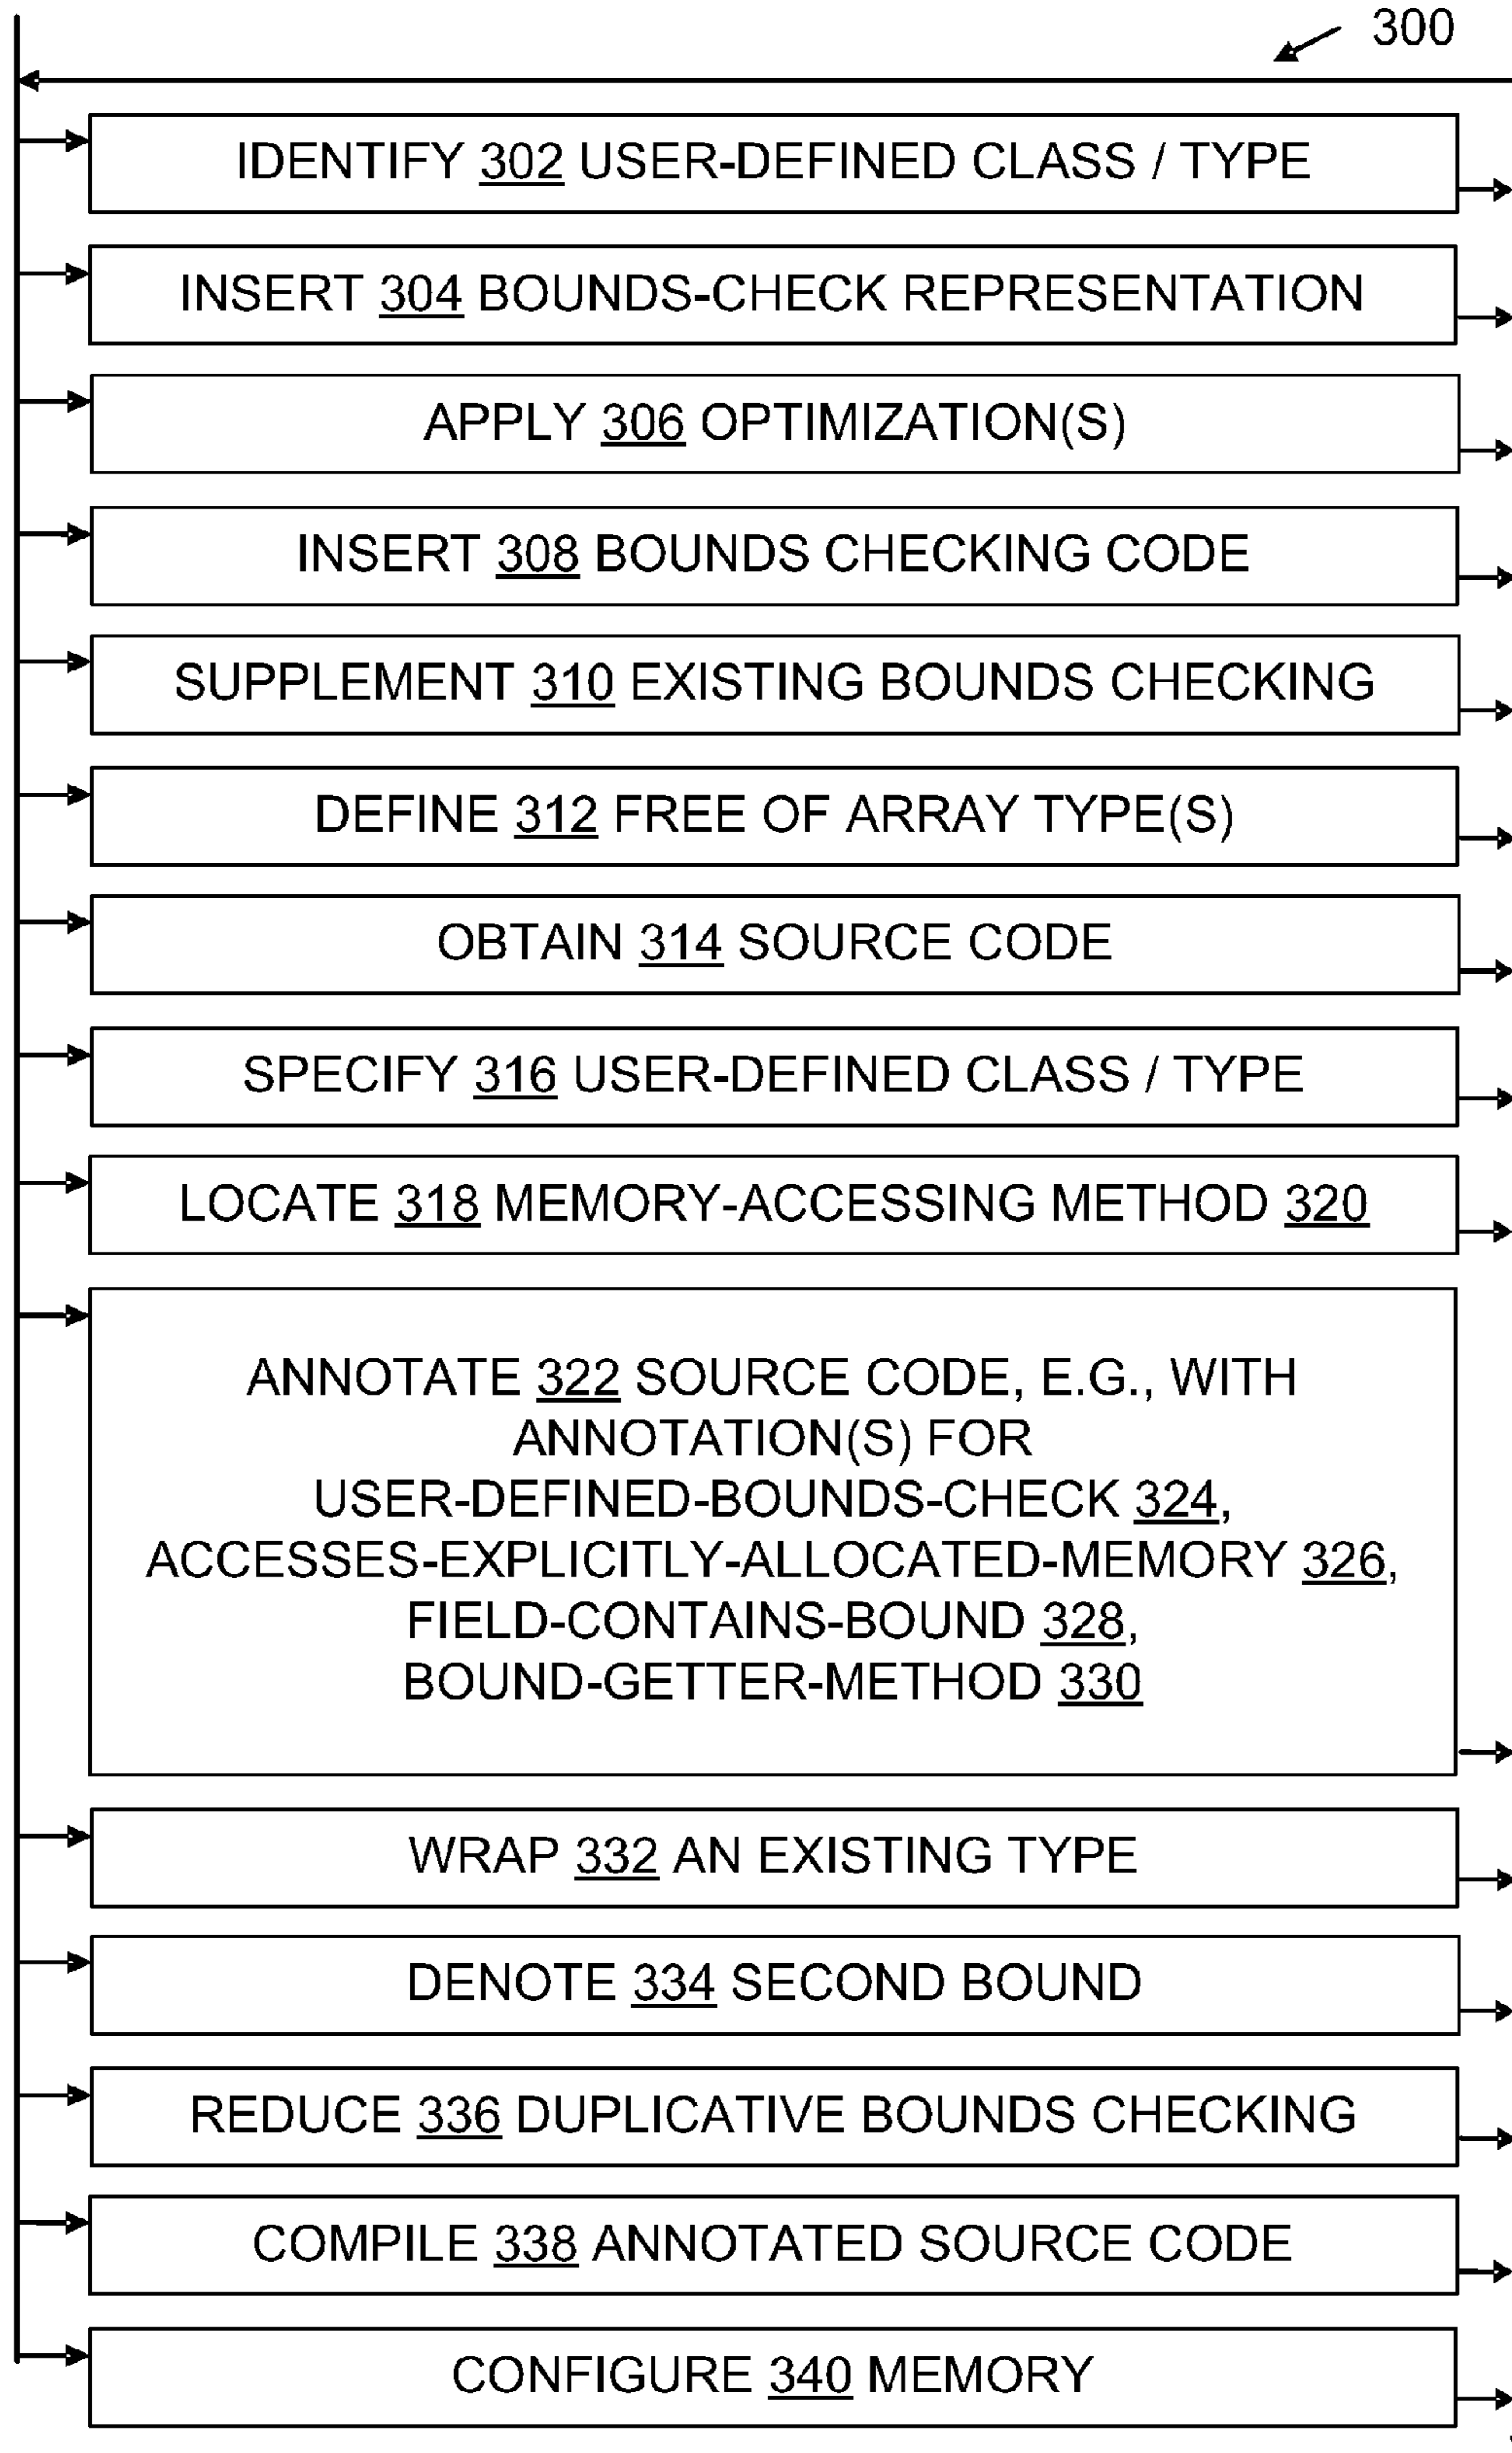 300
IDENTIFY 302 USER-DEFINED CLASS / TYPE
INSERT 304 BOUNDS-CHECK REPRESENTATION
APPLY 306 OPTIMIZATION(S)
INSERT 308 BOUNDS CHECKING CODE
SUPPLEMENT 310 EXISTING BOUNDS CHECKING
DEFINE 312 FREE OF ARRAY TYPE(S)
OBTAIN 314 SOURCE CODE
SPECIFY 316 USER-DEFINED CLASS / TYPE
LOCATE 318 MEMORY-ACCESSING METHOD 320
ANNOTATE 322 SOURCE CODE, E.G., WITH
ANNOTATION(S) FOR
USER-DEFINED-BOUNDS-CHECK 324,
ACCESSES-EXPLICITLY-ALLOCATED-MEMORY 326,
FIELD-CONTAINS-BOUND 328,
BOUND-GETTER-METHOD 330
WRAP 332 AN EXISTING TYPE
DENOTE 334 SECOND BOUND
REDUCE 336 DUPLICATIVE BOUNDS CHECKING
COMPILE 338 ANNOTATED SOURCE CODE
CONFIGURE 340 MEMORY